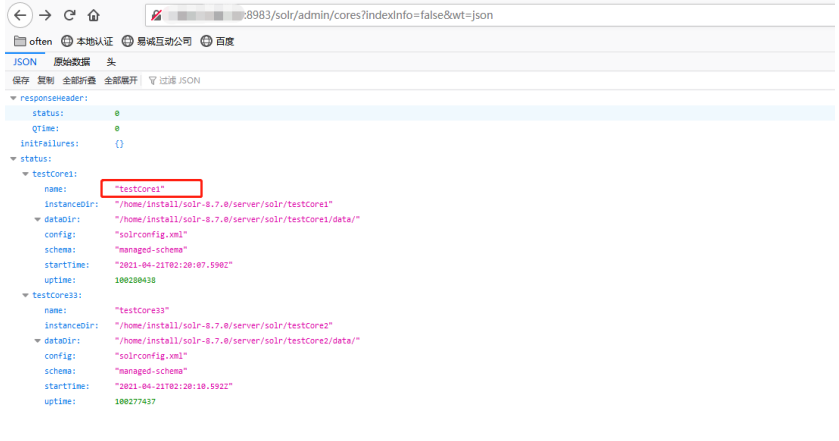 :8983/solr/admin/cores?indexInfo=false&wt=json
often 本地认证 易诚互动公司 百度
JSON 原始数据 头
保存 复制 全部折叠 全部展开 过滤 JSON
responseHeader:
status: 0
QTime: 0
initFailures: {}
status:
testCore1:
name: "testCore1"
instanceDir: "/home/install/solr-8.7.0/server/solr/testCore1"
dataDir: "/home/install/solr-8.7.0/server/solr/testCore1/data/"
config: "solrconfig.xml"
schema: "managed-schema"
startTime: "2021-04-21T02:20:07.590Z"
uptime: 100280438
testCore33:
name: "testCore33"
instanceDir: "/home/install/solr-8.7.0/server/solr/testCore2"
dataDir: "/home/install/solr-8.7.0/server/solr/testCore2/data/"
config: "solrconfig.xml"
schema: "managed-schema"
startTime: "2021-04-21T02:20:10.592Z"
uptime: 100277437